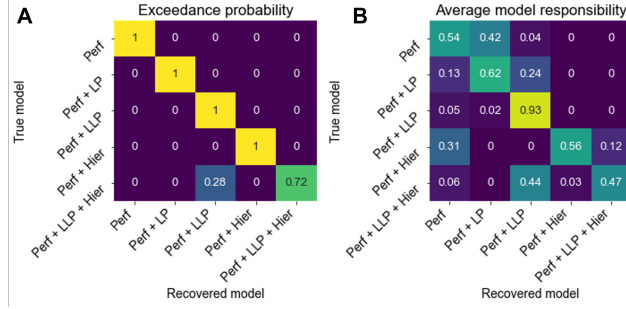 A
Exceedance probability
True model
Perf
1 0 0 0 0
Perf + LP
0 1 0 0 0
Perf + LLP
0 0 1 0 0
Perf + Hier
0 0 0 1 0
Perf + LLP + Hier
0 0 0.28 0 0.72
Perf
Perf + LP
Perf + LLP
Perf + Hier
Perf + LLP + Hier
Recovered model
B
Average model responsibility
True model
Perf
0.54 0.42 0.04 0 0
Perf + LP
0.13 0.62 0.24 0 0
Perf + LLP
0.05 0.02 0.93 0 0
Perf + Hier
0.31 0 0 0.56 0.12
Perf + LLP + Hier
0.06 0 0.44 0.03 0.47
Perf
Perf + LP
Perf + LLP
Perf + Hier
Perf + LLP + Hier
Recovered model